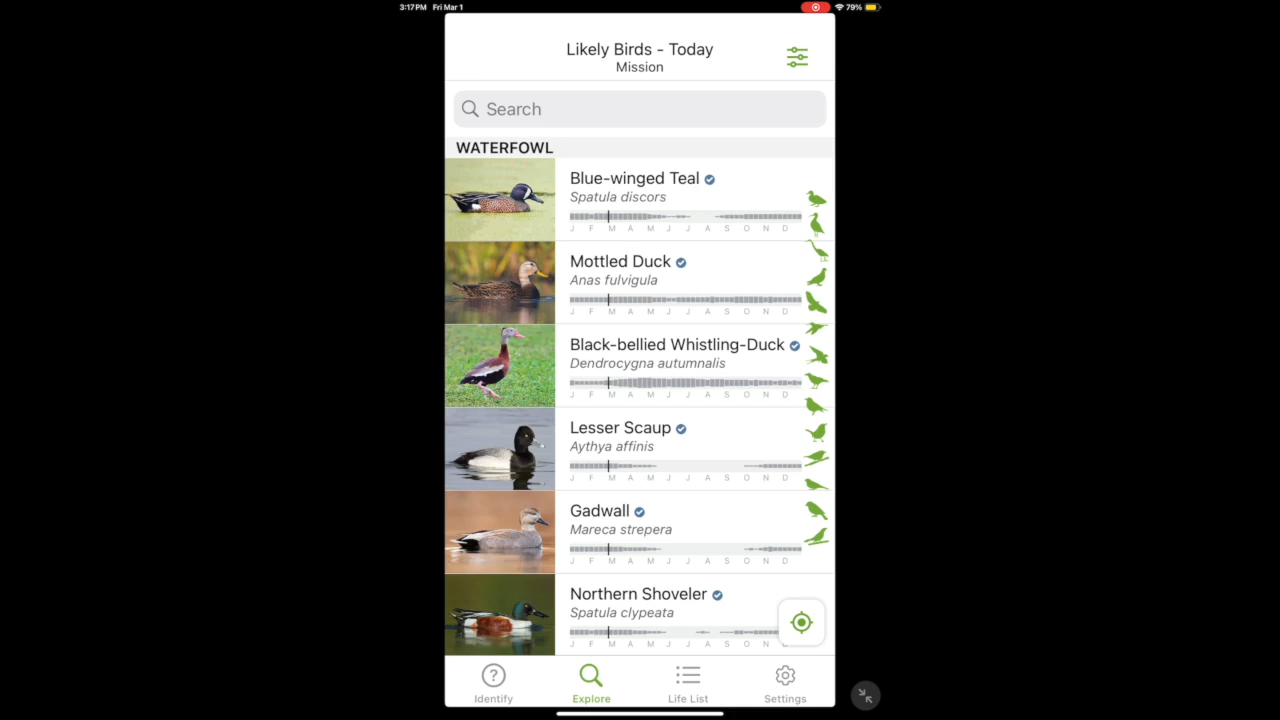 3:17 PM Fri Mar 1
79%
Likely Birds - Today
Mission
Search
WATERFOWL
Blue-winged Teal
Spatula discors
J F M A M J J A S O N D
Mottled Duck
Anas fulvigula
J F M A M J J A S O N D
Black-bellied Whistling-Duck
Dendrocygna autumnalis
J F M A M J J A S O N D
Lesser Scaup
Aythya affinis
J F M A M J J A S O N D
Gadwall
Mareca strepera
J F M A M J J A S O N D
Northern Shoveler
Spatula clypeata
J F M A M J J A S O N D
Identify Explore Life List Settings